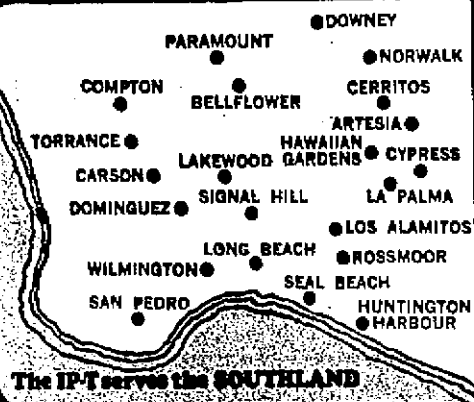 DOWNEY
PARAMOUNT
NORWALK
COMPTON
BELLFLOWER
CERRITOS
ARTESIA
TORRANCE
HAWAIIAN
GARDENS
CYPRESS
CARSON
LAKEWOOD
LA PALMA
DOMINGUEZ
SIGNAL HILL
LOS ALAMITOS
LONG BEACH
ROSSMOOR
WILMINGTON
SEAL BEACH
SAN PEDRO
HUNTINGTON
HARBOUR
The IP-T serves the SOUTHLAND